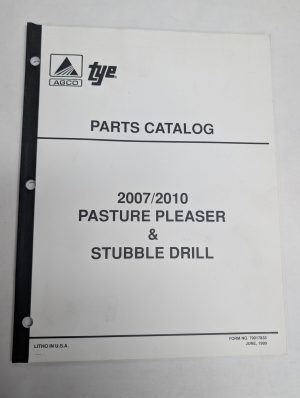 AGCO
tye
PARTS CATALOG
2007/2010
PASTURE PLEASER
&
STUBBLE DRILL
LITHO IN U.S.A.
FORM NO.
JUNE, 1999